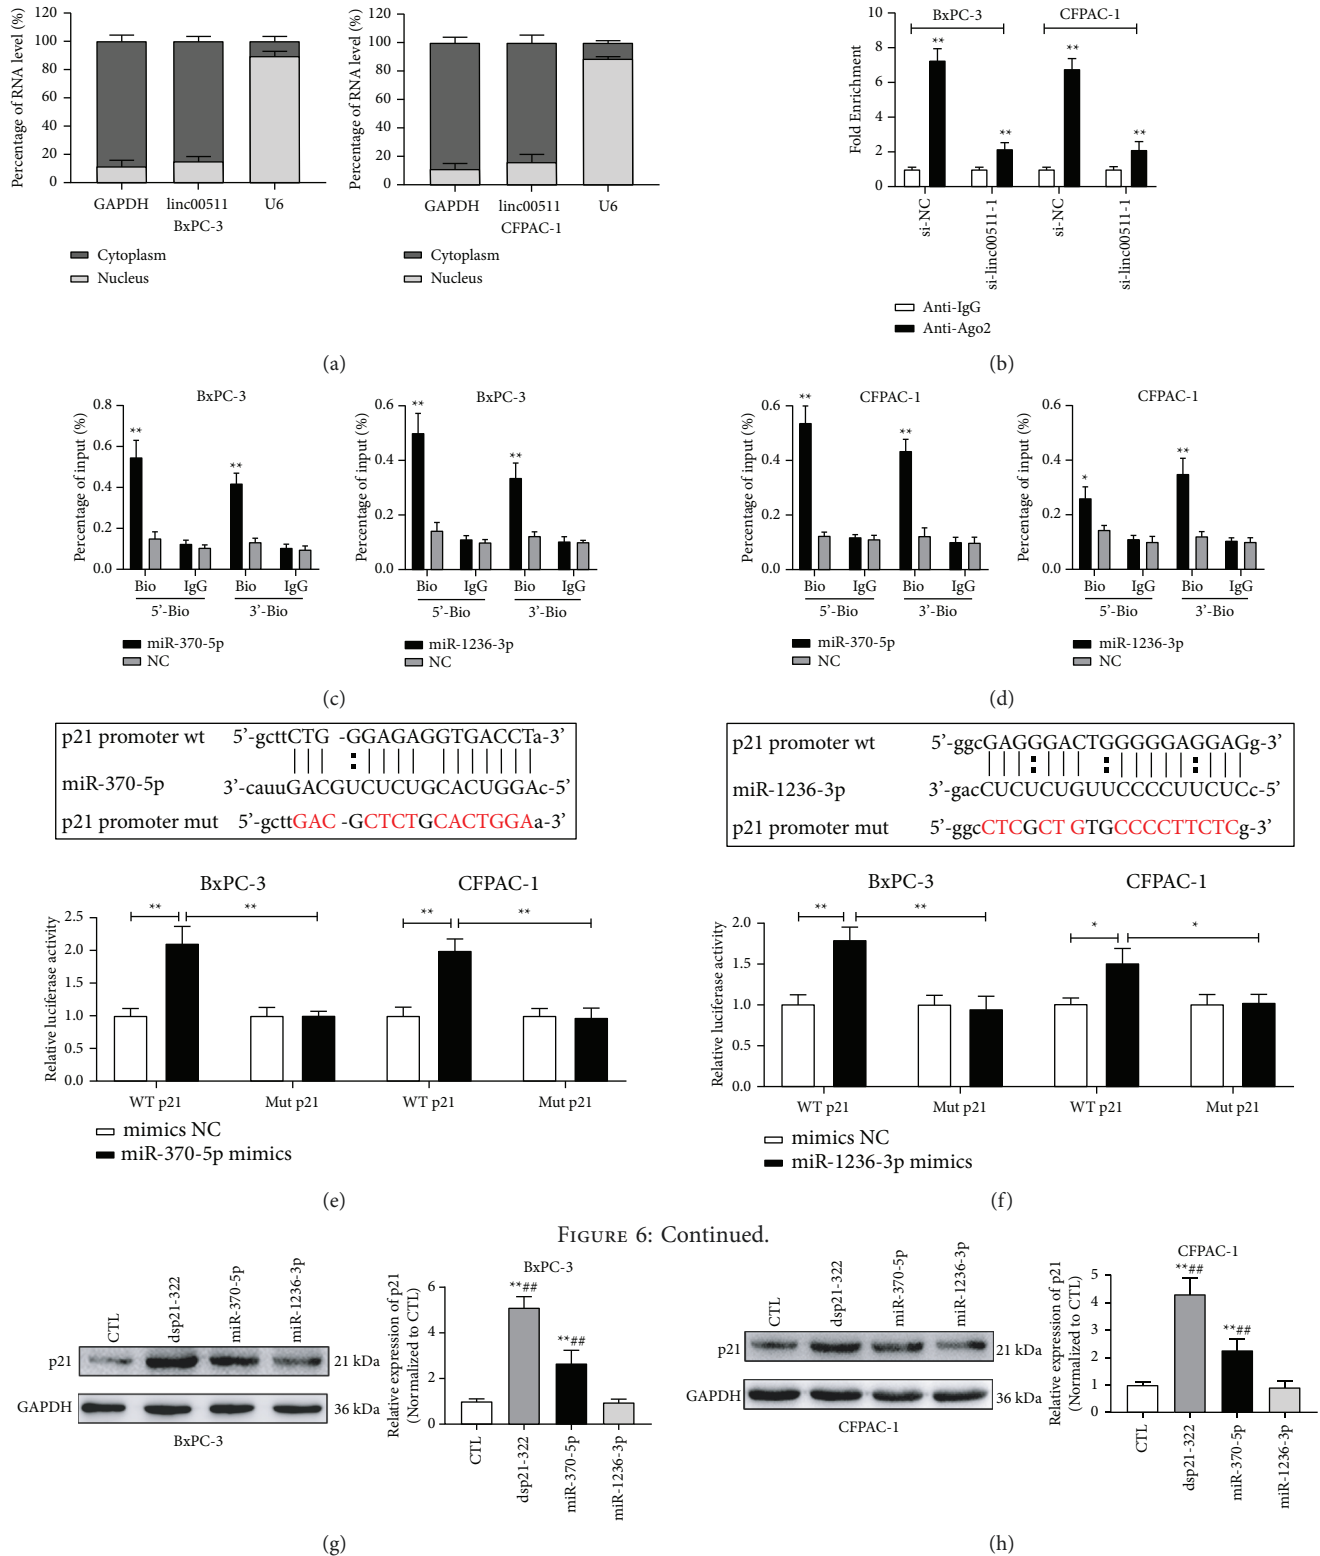 Percentage of RNA level (%)
120
100
80
60
40
20
0
GAPDH linc00511 U6
BxPC-3
Cytoplasm
Nucleus
Percentage of RNA level (%)
120
100
80
60
40
20
0
GAPDH linc00511 U6
CFPAC-1
Cytoplasm
Nucleus
(a)
Fold Enrichment
10
8
6
4
2
0
BxPC-3 CFPAC-1
** ** ** **
si-NC si-linc00511-1 si-NC si-linc00511-1
Anti-IgG
Anti-Ago2
(b)
BxPC-3
Percentage of input (%)
0.8
0.6
0.4
0.2
0.0
** **
Bio IgG Bio IgG
5’-Bio 3’-Bio
miR-370-5p
NC
BxPC-3
Percentage of input (%)
0.6
0.4
0.2
0.0
** **
Bio IgG Bio IgG
5’-Bio 3’-Bio
miR-1236-3p
NC
(c)
CFPAC-1
Percentage of input (%)
0.6
0.4
0.2
0.0
** **
Bio IgG Bio IgG
5’-Bio 3’-Bio
miR-370-5p
NC
CFPAC-1
Percentage of input (%)
0.6
0.4
0.2
0.0
* **
Bio IgG Bio IgG
5’-Bio 3’-Bio
miR-1236-3p
NC
(d)
p21 promoter wt 5’-gcttCTG -GGAGAGGTGACCTa-3’
miR-370-5p 3’-cauuGACGUCUCUGCACUGGAc-5’
p21 promoter mut 5’-gcttGAC -GCTCTGCACTGGAa-3’
BxPC-3 CFPAC-1
Relative luciferase activity
2.5
2.0
1.5
1.0
0.5
0.0
** ** ** **
WT p21 Mut p21 WT p21 Mut p21
mimics NC
miR-370-5p mimics
(e)
p21 promoter wt 5’-ggcGAGGGACTGGGGGAGGAGg-3’
miR-1236-3p 3’-gacCUCUCUGUUCCCCUUCUCc-5’
p21 promoter mut 5’-ggcCTCGCT GTGCCCCTTCTCg-3’
BxPC-3 CFPAC-1
Relative luciferase activity
2.0
1.5
1.0
0.5
0.0
** ** * *
WT p21 Mut p21 WT p21 Mut p21
mimics NC
miR-1236-3p mimics
(f)
FIGURE 6: Continued.
CTL dsp21-322 miR-370-5p miR-1236-3p
p21 21 kDa
GAPDH 36 kDa
BxPC-3
BxPC-3
Relative expression of p21
(Normalized to CTL)
6
4
2
0
**## **##
CTL dsp21-322 miR-370-5p miR-1236-3p
(g)
CTL dsp21-322 miR-370-5p miR-1236-3p
p21 21 kDa
GAPDH 36 kDa
CFPAC-1
CFPAC-1
Relative expression of p21
(Normalized to CTL)
5
4
3
2
1
0
**## **##
CTL dsp21-322 miR-370-5p miR-1236-3p
(h)